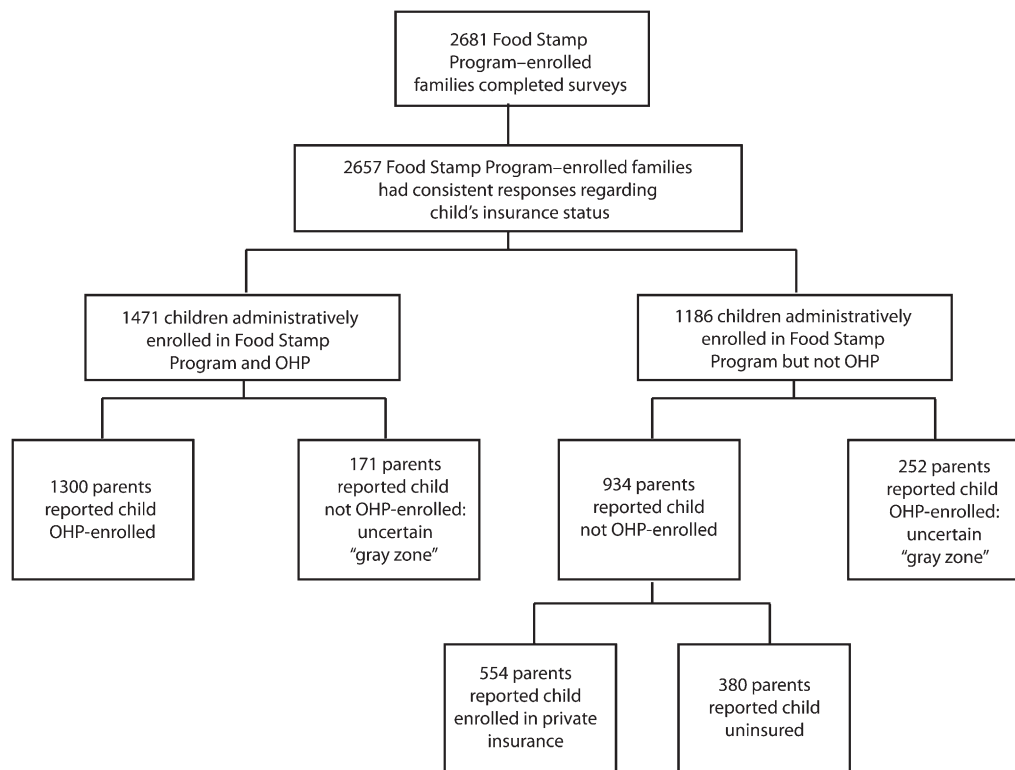 2681 Food Stamp
Program–enrolled
families completed surveys
2657 Food Stamp Program–enrolled families
had consistent responses regarding
child’s insurance status
1471 children administratively
enrolled in Food Stamp
Program and OHP
1186 children administratively
enrolled in Food Stamp
Program but not OHP
1300 parents
reported child
OHP-enrolled
171 parents
reported child
not OHP-enrolled:
uncertain
“gray zone”
934 parents
reported child
not OHP-enrolled
252 parents
reported child
OHP-enrolled:
uncertain
“gray zone”
554 parents
reported child
enrolled in private
insurance
380 parents
reported child
uninsured